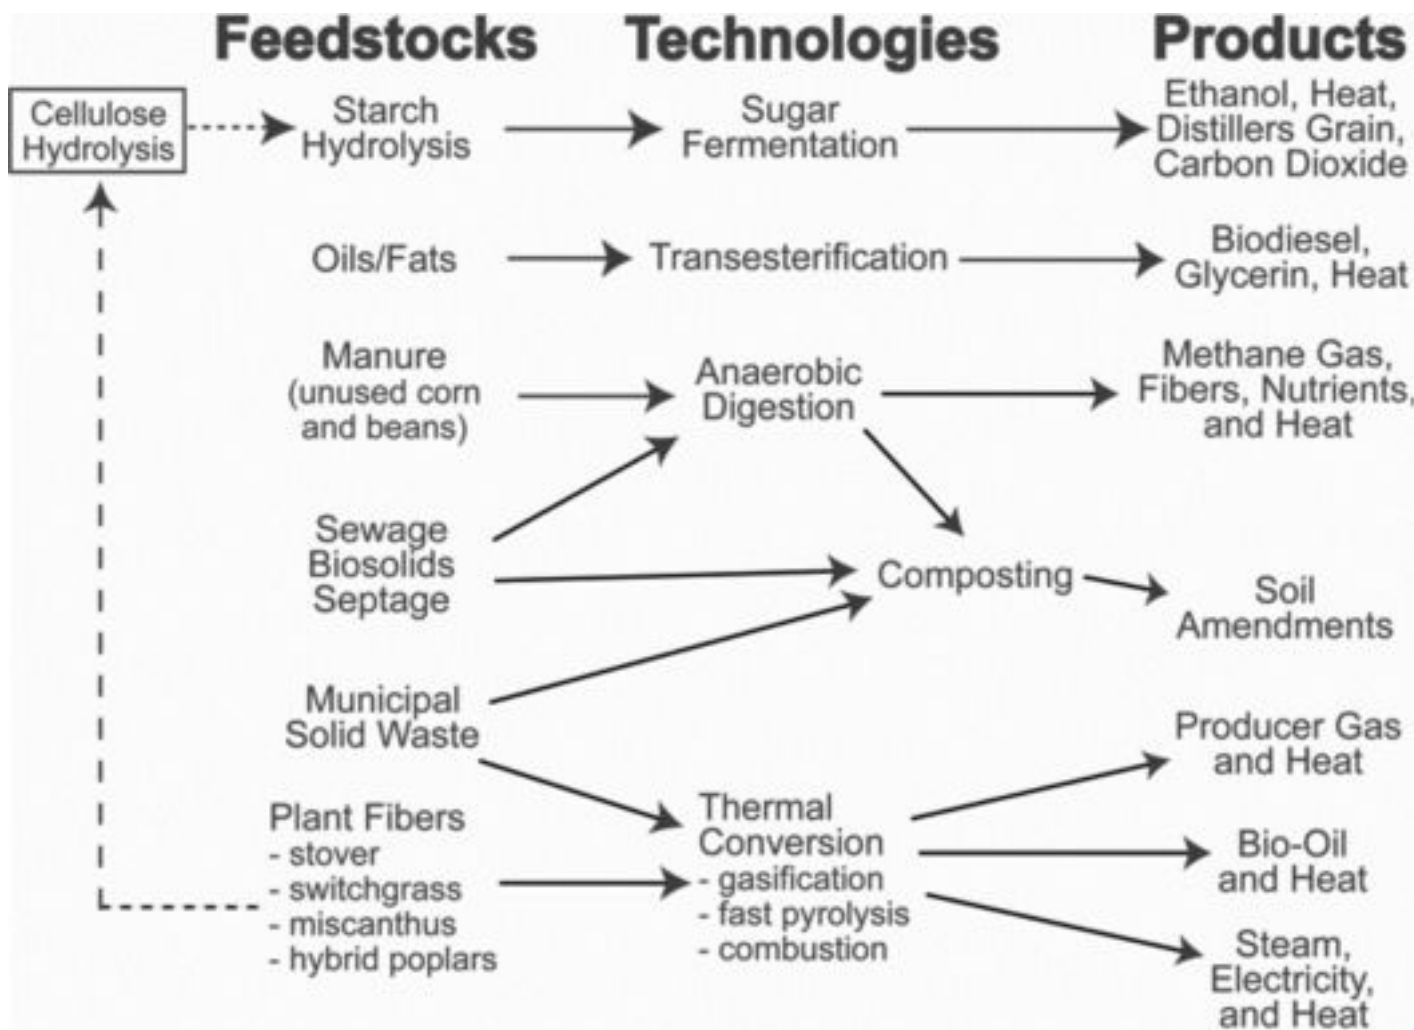 Feedstocks Technologies Products
Cellulose
Hydrolysis
Starch
Hydrolysis
Sugar
Fermentation
Ethanol, Heat,
Distillers Grain,
Carbon Dioxide
Oils/Fats
Transesterification
Biodiesel,
Glycerin, Heat
Manure
(unused corn
and beans)
Anaerobic
Digestion
Methane Gas,
Fibers, Nutrients,
and Heat
Sewage
Biosolids
Septage
Composting
Soil
Amendments
Municipal
Solid Waste
Producer Gas
and Heat
Plant Fibers
- stover
- switchgrass
- miscanthus
- hybrid poplars
Thermal
Conversion
- gasification
- fast pyrolysis
- combustion
Bio-Oil
and Heat
Steam,
Electricity,
and Heat